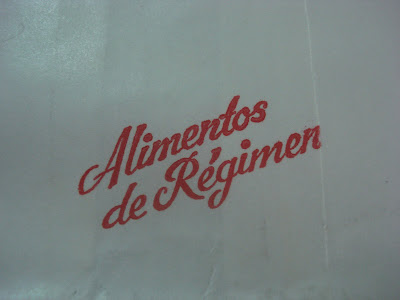 Alimentos
de Régimen